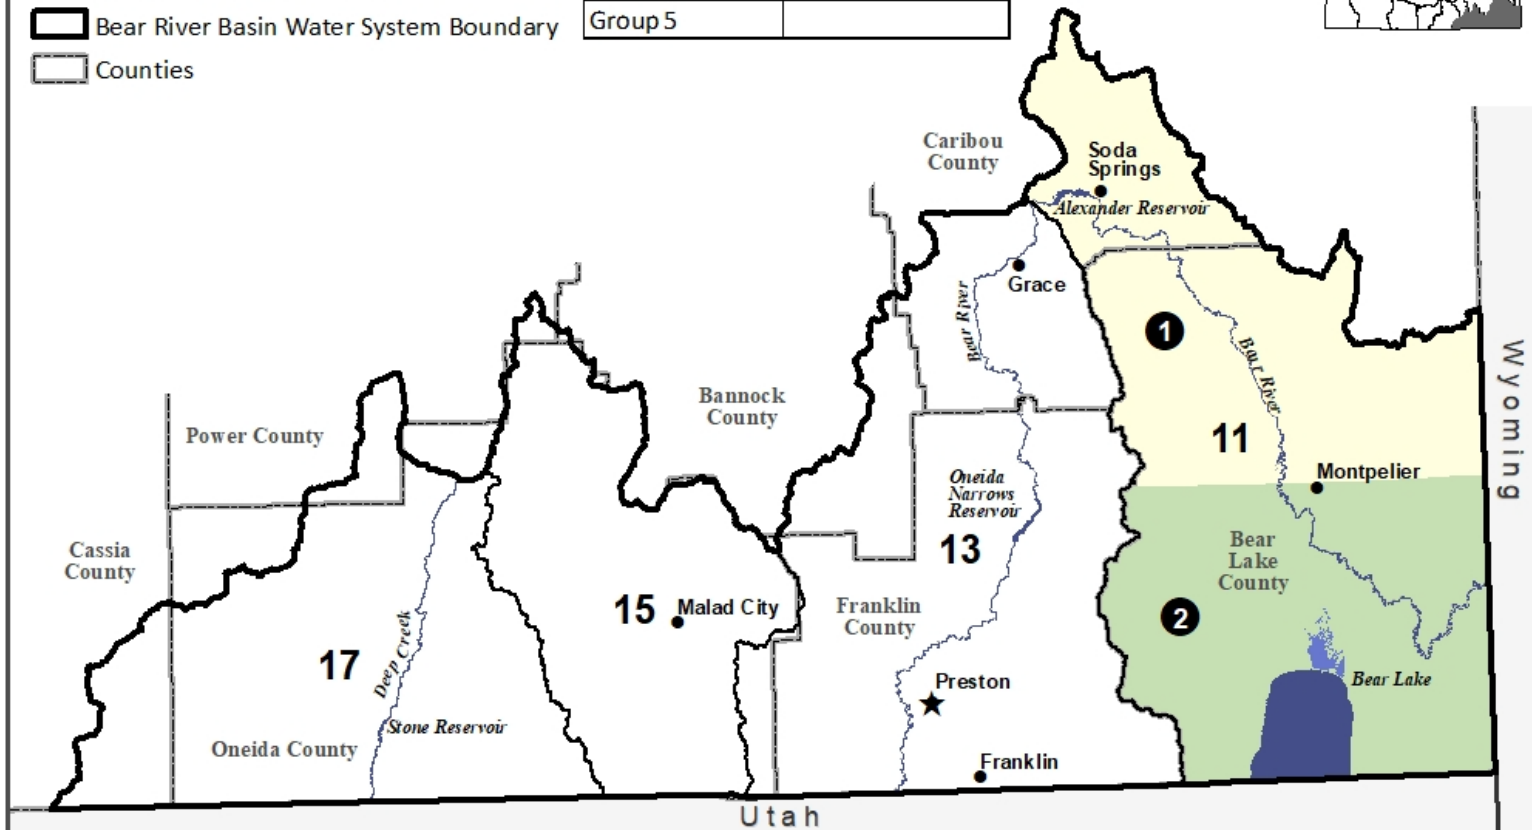 Bear River Basin Water System Boundary
Group 5
Counties
Caribou
County
Soda
Springs
Alexander Reservoir
Grace
Bear River
1
Bear River
Wyoming
Bannock
County
Power County
11
Montpelier
Oneida
Narrows
Reservoir
13
Cassia
County
Bear
Lake
County
15
Malad City
Franklin
County
2
17
Deep Creek
Preston
Bear Lake
Stone Reservoir
Oneida County
Franklin
Utah